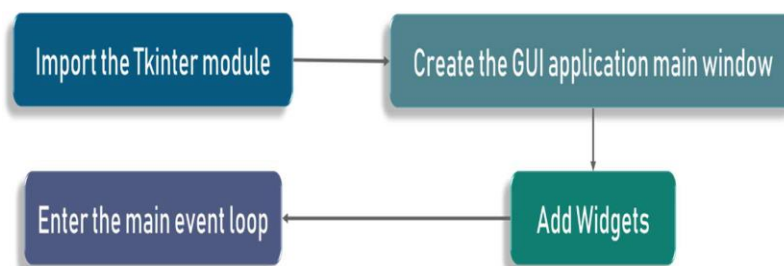 Import the Tkinter module
Create the GUI application main window
Add Widgets
Enter the main event loop